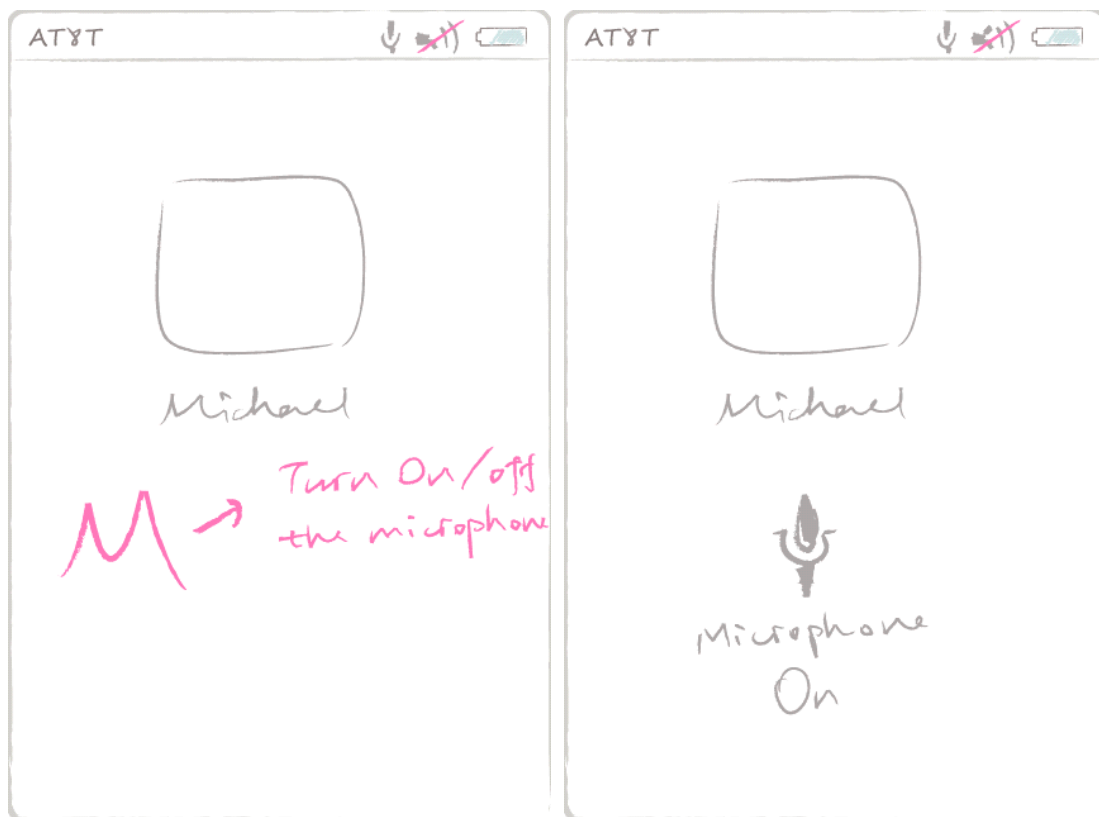 AT&T
Michael
M
Turn On/off
the microphone
AT&T
Michael
Microphone
On